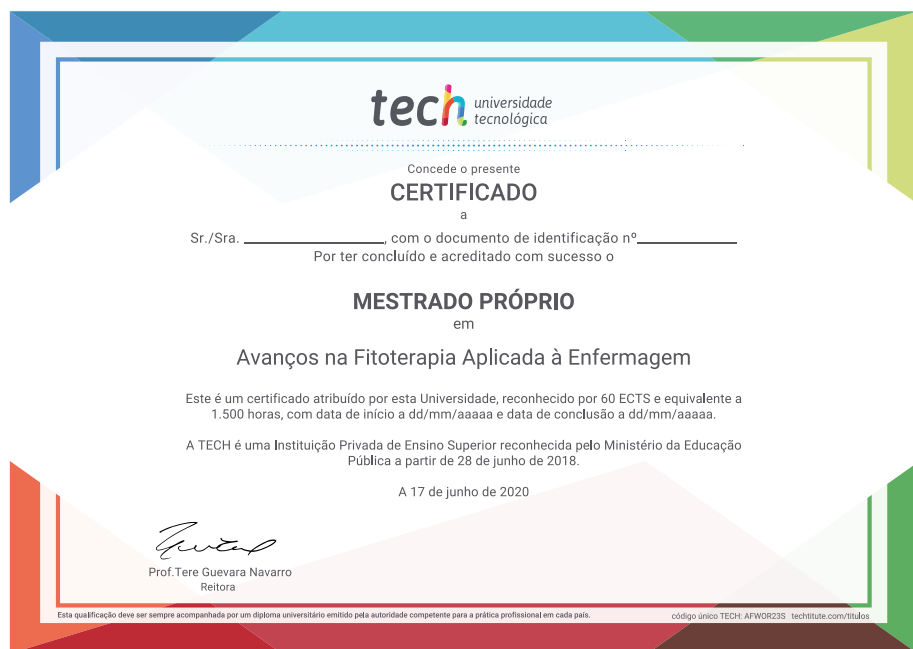 tech universidade
tecnológica
Concede o presente
CERTIFICADO
a
Sr./Sra. ________________, com o documento de identificação nº____________
Por ter concluído e acreditado com sucesso o
MESTRADO PRÓPRIO
em
Avanços na Fitoterapia Aplicada à Enfermagem
Este é um certificado atribuído por esta Universidade, reconhecido por 60 ECTS e equivalente a
1.500 horas, com data de início a dd/mm/aaaaa e data de conclusão a dd/mm/aaaaa.
A TECH é uma Instituição Privada de Ensino Superior reconhecida pelo Ministério da Educação
Pública a partir de 28 de junho de 2018.
A 17 de junho de 2020
Prof.Tere Guevara Navarro
Reitora
Esta qualificação deve ser sempre acompanhada por um diploma universitário emitido pela autoridade competente para a prática profissional em cada país.
código único TECH: AFWOR23S techtitute.com/titulos